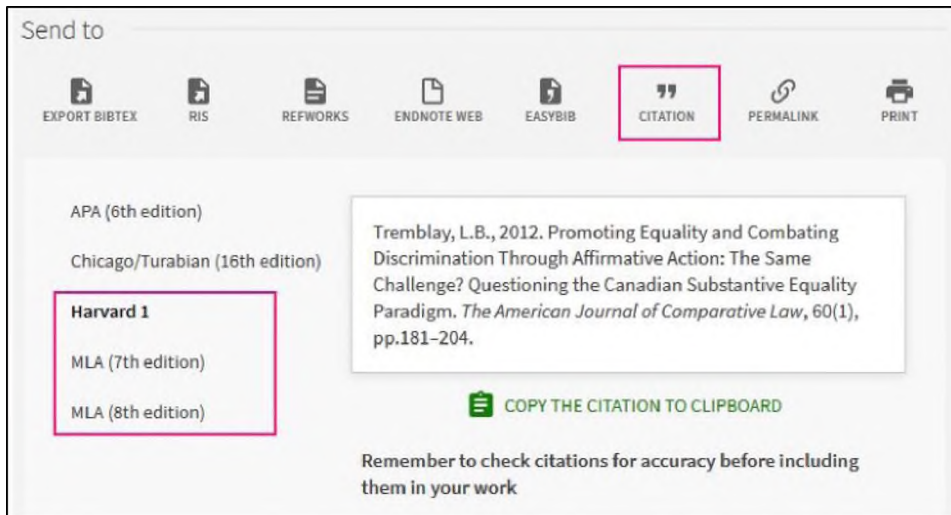 Send to
EXPORT BIBTEX
RIS
REFWORKS
ENDNOTE WEB
EASYBIB
CITATION
PERMALINK
PRINT
APA (6th edition)
Chicago/Turabian (16th edition)
Harvard 1
MLA (7th edition)
MLA (8th edition)
Tremblay, L.B., 2012. Promoting Equality and Combating
Discrimination Through Affirmative Action: The Same
Challenge? Questioning the Canadian Substantive Equality
Paradigm. The American Journal of Comparative Law, 60(1),
pp.181–204.
COPY THE CITATION TO CLIPBOARD
Remember to check citations for accuracy before including
them in your work